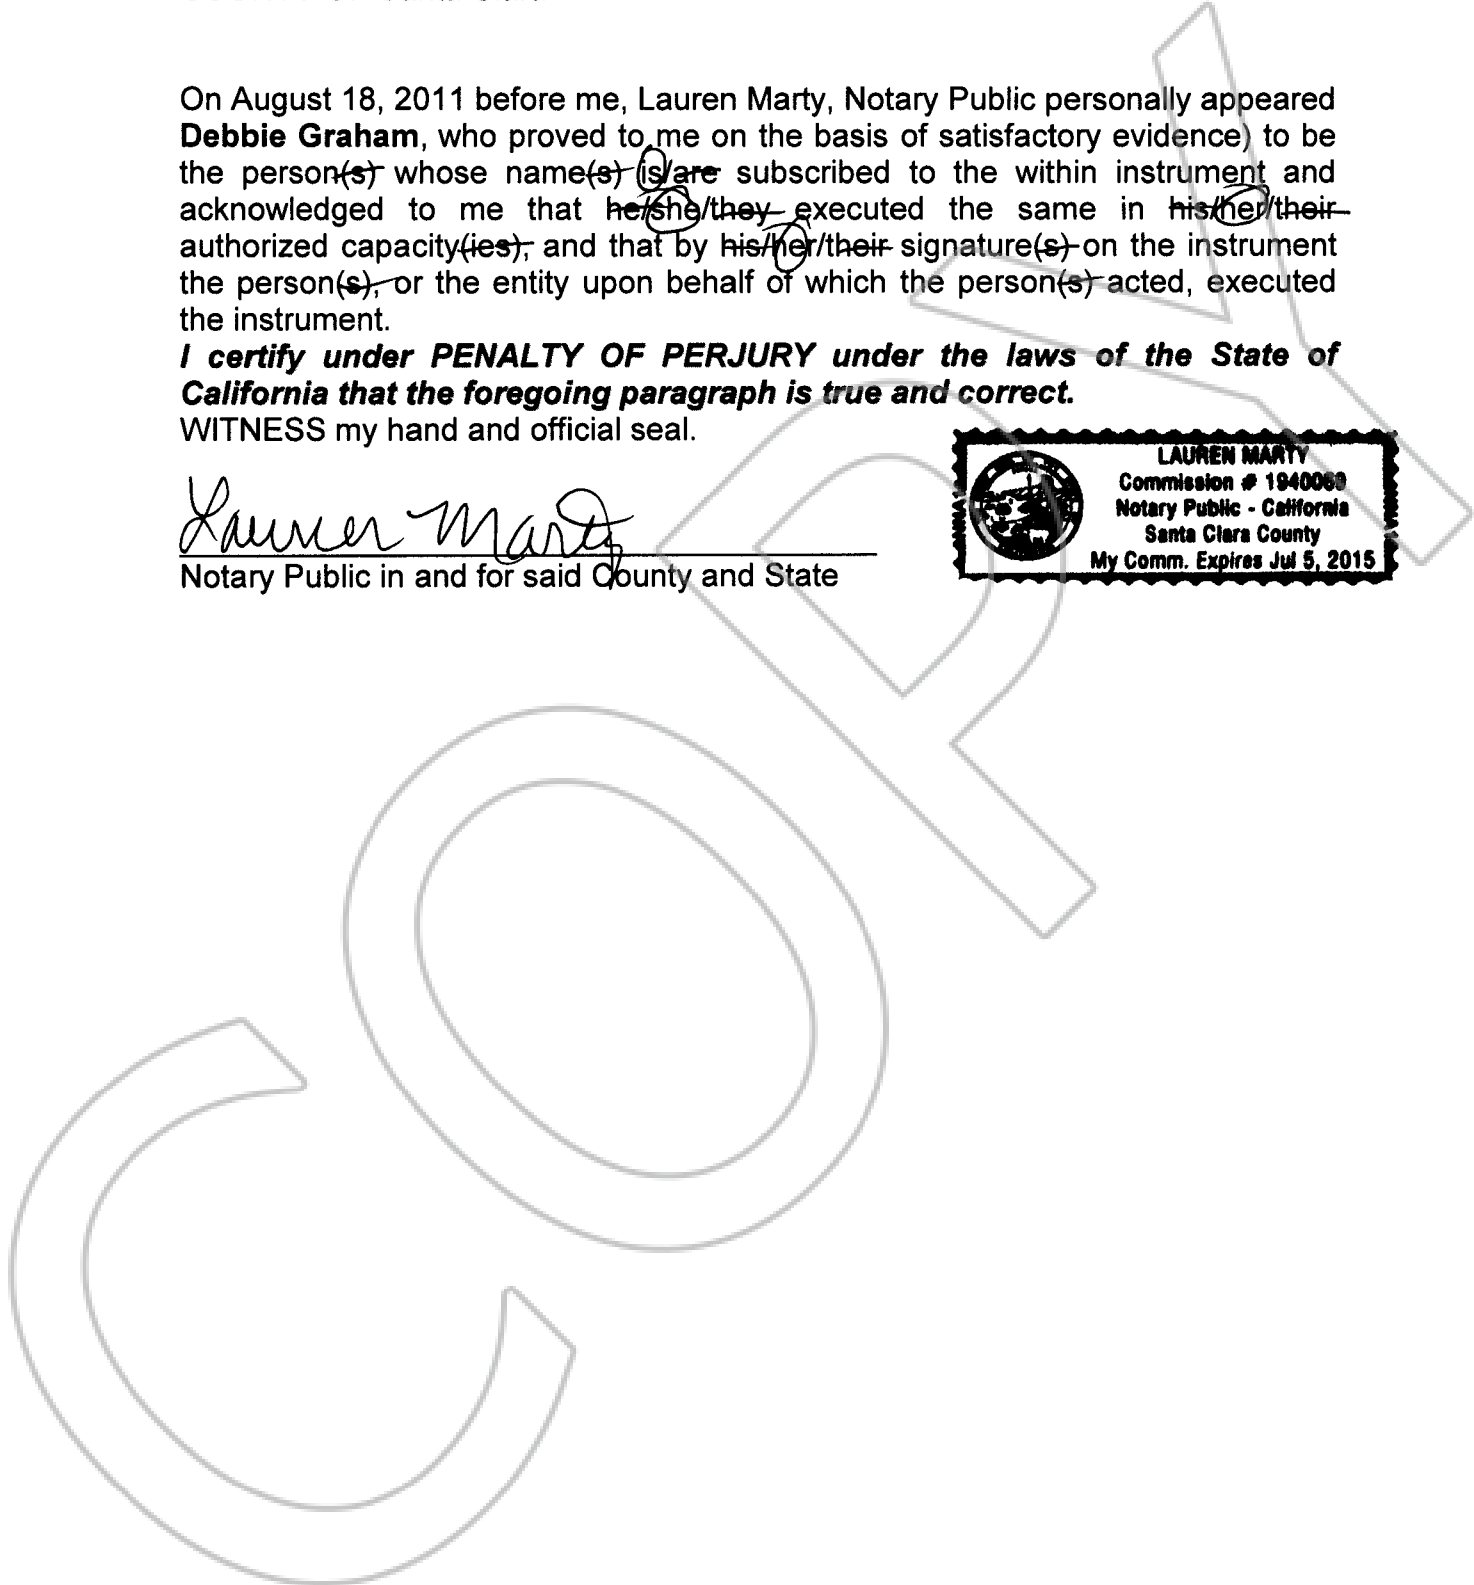 On August 18, 2011 before me, Lauren Marty, Notary Public personally appeared
Debbie Graham, who proved to me on the basis of satisfactory evidence) to be
the person(s) whose name(s) is/are subscribed to the within instrument and
acknowledged to me that he/she/they executed the same in his/her/their
authorized capacity(ies), and that by his/her/their signature(s) on the instrument
the person(s), or the entity upon behalf of which the person(s) acted, executed
the instrument.
I certify under PENALTY OF PERJURY under the laws of the State of
California that the foregoing paragraph is true and correct.
WITNESS my hand and official seal.
Lauren Marty
Notary Public in and for said County and State
LAUREN MARTY
Commission #
Notary Public - California
Santa Clara County
My Comm. Expires Jul 5, 2015
COPY